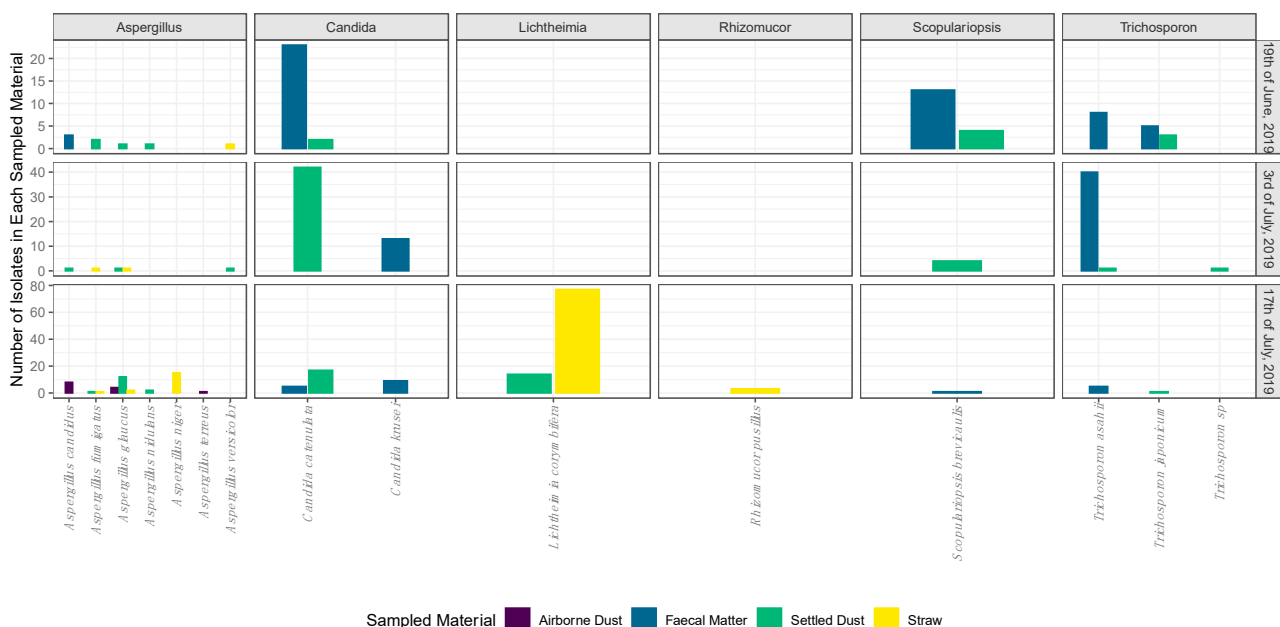 Aspergillus Candida Lichtheimia Rhizomucor Scopulariopsis Trichosporon
Number of Isolates in Each Sampled Material
20
15
10
5
0
19th of June, 2019
40
30
20
10
0
3rd of July, 2019
80
60
40
20
0
17th of July, 2019
Aspergillus candidus
Aspergillus fumigatus
Aspergillus glaucus
Aspergillus nidulans
Aspergillus niger
Aspergillus terreus
Aspergillus versicolor
Candida catenulata
Candida krusei
Lichtheimia corymbifera
Rhizomucor pusillus
Scopulariopsis brevicaulis
Trichosporon asahii
Trichosporon japonicum
Trichosporon sp
Sampled Material Airborne Dust Faecal Matter Settled Dust Straw